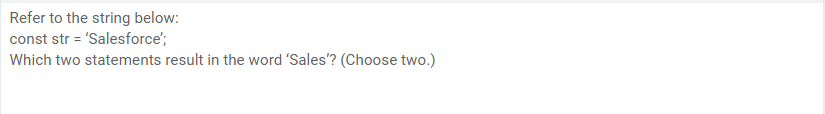 Refer to the string below:
const str = ‘Salesforce’;
Which two statements result in the word ‘Sales’? (Choose two.)